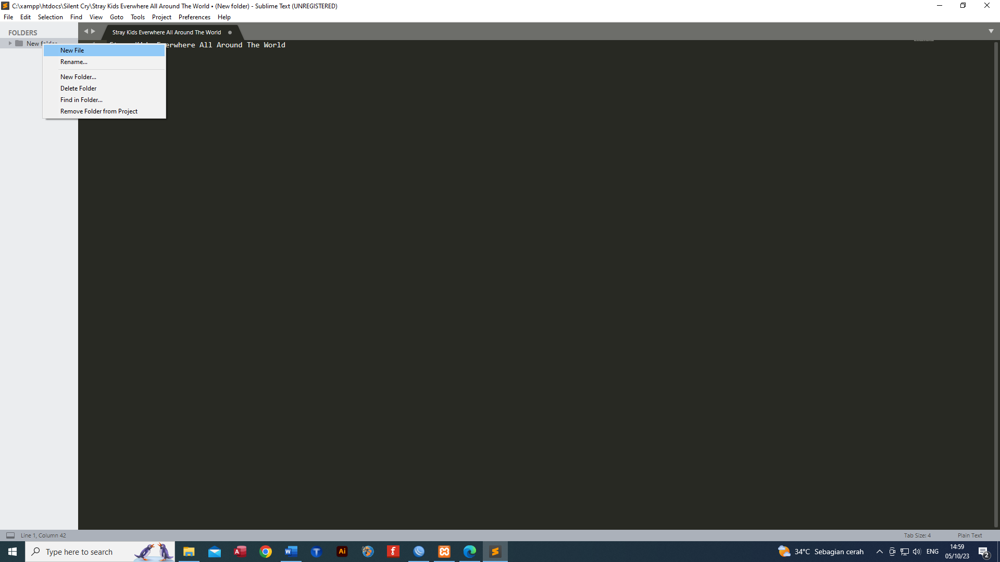 C:\xampp\htdocs\Silent Cry\Stray Kids Everwhere All Around The World • (New folder) - Sublime Text (UNREGISTERED)
File Edit Selection Find View Goto Tools Project Preferences Help
FOLDERS
Stray Kids Everwhere All Around The World
New folder
Everwhere All Around The World
New File
Rename...
New Folder...
Delete Folder
Find in Folder...
Remove Folder from Project
Line 1, Column 42
Tab Size: 4
Plain Text
Type here to search
34°C Sebagian cerah
ENG
14:59
05/10/23
2